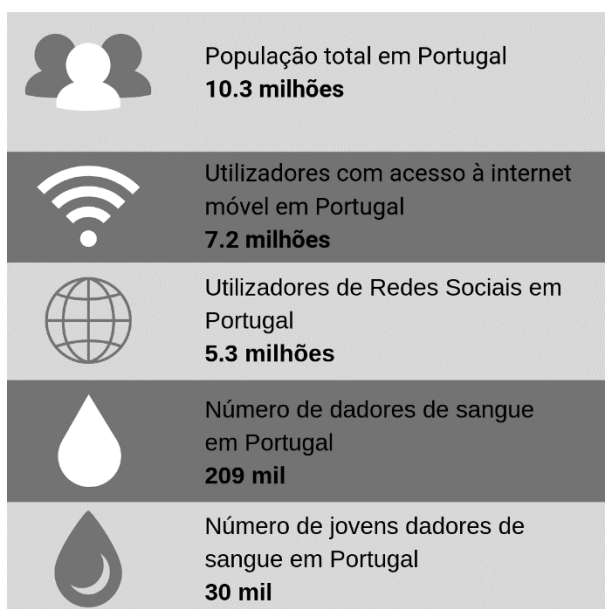 População total em Portugal
10.3 milhões
Utilizadores com acesso à internet
móvel em Portugal
7.2 milhões
Utilizadores de Redes Sociais em
Portugal
5.3 milhões
Número de dadores de sangue
em Portugal
209 mil
Número de jovens dadores de
sangue em Portugal
30 mil